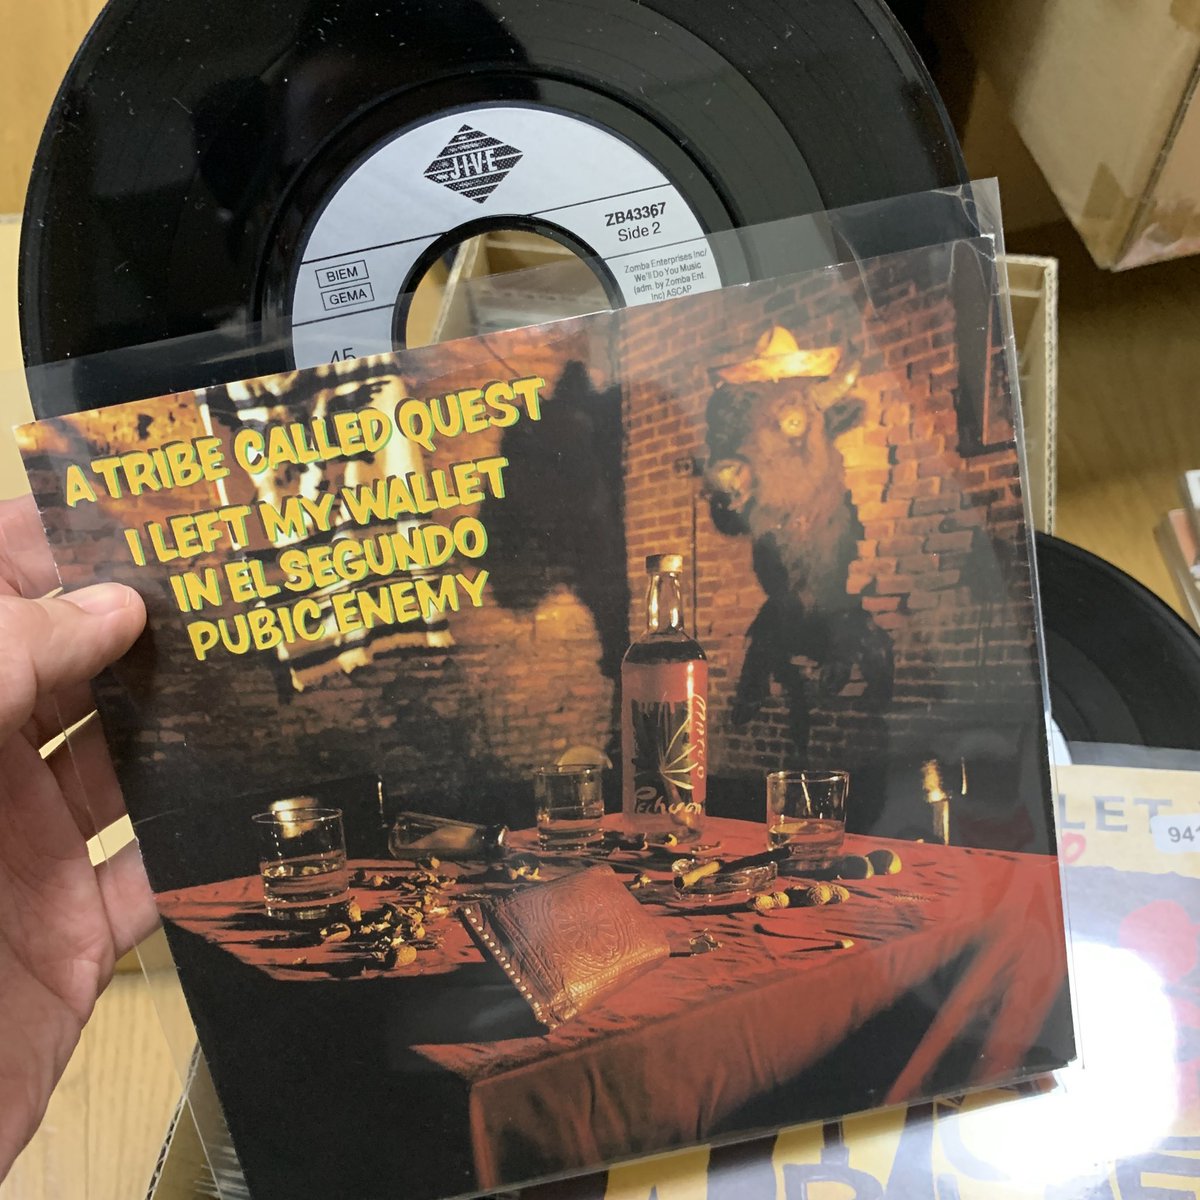 JIVE
ZB43367
Side 2
BIEM
GEMA
Zomba Enterprises Inc/
We'll Do You Music
(adm. by Zomba Ent.
Inc) ASCAP
45
A TRIBE CALLED QUEST
I LEFT MY WALLET
IN EL SEGUNDO
PUBIC ENEMY
LET